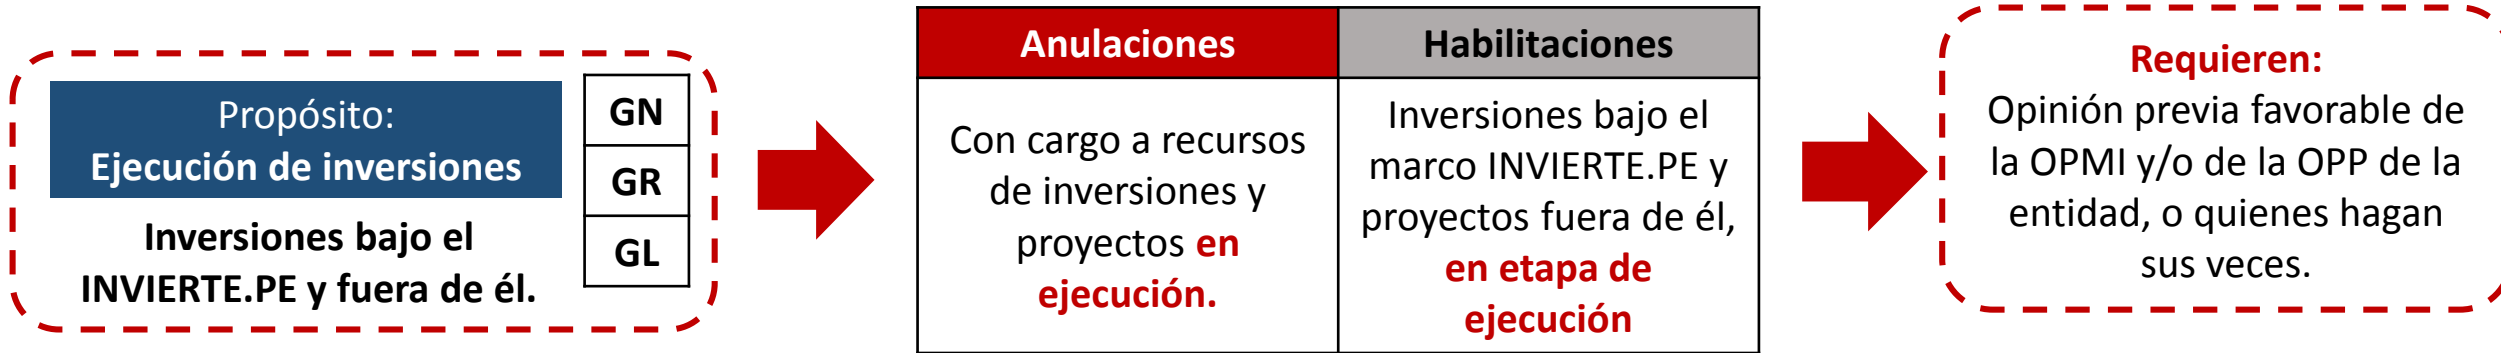 Propósito:
Ejecución de inversiones
Inversiones bajo el
INVIERTE.PE y fuera de él.
GN
GR
GL
Anulaciones
Con cargo a recursos
de inversiones y
proyectos en
ejecución.
Habilitaciones
Inversiones bajo el
marco INVIERTE.PE y
proyectos fuera de él,
en etapa de
ejecución
Requieren:
Opinión previa favorable de
la OPMI y/o de la OPP de la
entidad, o quienes hagan
sus veces.